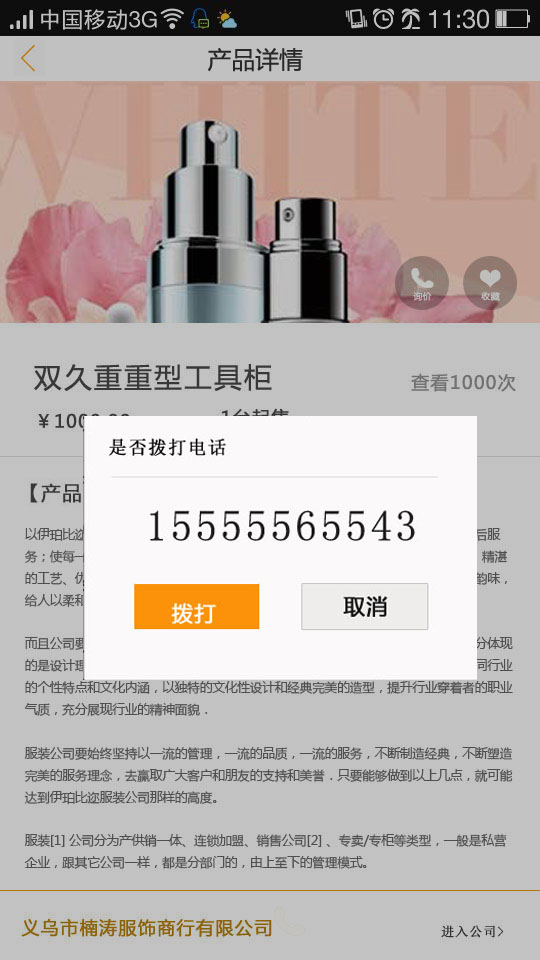 中国移动3G 11:30
产品详情
WHITE
询价 收藏
双久重重型工具柜
查看1000次
¥1000.00 1台起售
是否拨打电话
【产品
15555565543
以伊珀比迩 后服
务；使每一 精湛
的工艺、优 韵味，
给人以柔和
拨打 取消
而且公司要 分体现
的是设计理 同行业
的个性特点和文化内涵，以独特的文化性设计和经典完美的造型，提升行业穿着者的职业
气质，充分展现行业的精神面貌．
服装公司要始终坚持以一流的管理，一流的品质，一流的服务，不断制造经典，不断塑造
完美的服务理念，去赢取广大客户和朋友的支持和美誉．只要能够做到以上几点，就可能
达到伊珀比迩服装公司那样的高度。
服装[1] 公司分为产供销一体、连锁加盟、销售公司[2] 、专卖/专柜等类型，一般是私营
企业，跟其它公司一样，都是分部门的，由上至下的管理模式。
义乌市楠涛服饰商行有限公司
进入公司>